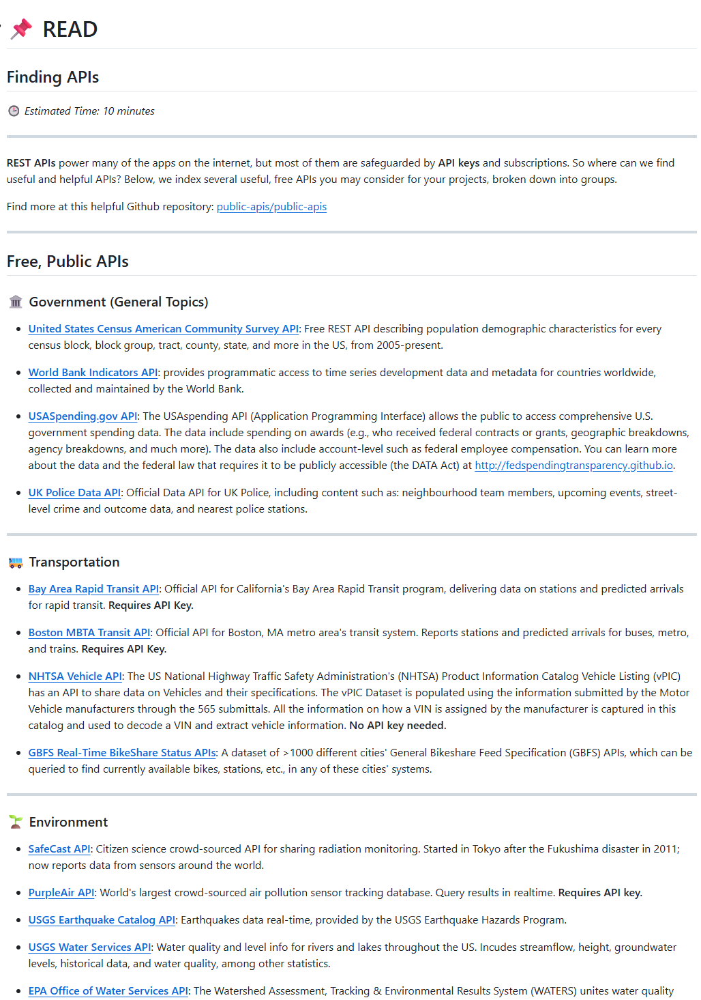 READ
Finding APIs
Estimated Time: 10 minutes
REST APIs power many of the apps on the internet, but most of them are safeguarded by API keys and subscriptions. So where can we find
useful and helpful APIs? Below, we index several useful, free APIs you may consider for your projects, broken down into groups.
Find more at this helpful Github repository: public-apis/public-apis
Free, Public APIs
Government (General Topics)
• United States Census American Community Survey API: Free REST API describing population demographic characteristics for every
census block, block group, tract, county, state, and more in the US, from 2005-present.
• World Bank Indicators API: provides programmatic access to time series development data and metadata for countries worldwide,
collected and maintained by the World Bank.
• USASpending.gov API: The USAspending API (Application Programming Interface) allows the public to access comprehensive U.S.
government spending data. The data include spending on awards (e.g., who received federal contracts or grants, geographic breakdowns,
agency breakdowns, and much more). The data also include account-level such as federal employee compensation. You can learn more
about the data and the federal law that requires it to be publicly accessible (the DATA Act) at http://fedspendingtransparency.github.io.
• UK Police Data API: Official Data API for UK Police, including content such as: neighbourhood team members, upcoming events, street-
level crime and outcome data, and nearest police stations.
Transportation
• Bay Area Rapid Transit API: Official API for California's Bay Area Rapid Transit program, delivering data on stations and predicted arrivals
for rapid transit. Requires API Key.
• Boston MBTA Transit API: Official API for Boston, MA metro area's transit system. Reports stations and predicted arrivals for buses, metro,
and trains. Requires API Key.
• NHTSA Vehicle API: The US National Highway Traffic Safety Administration's (NHTSA) Product Information Catalog Vehicle Listing (vPIC)
has an API to share data on Vehicles and their specifications. The vPIC Dataset is populated using the information submitted by the Motor
Vehicle manufacturers through the 565 submittals. All the information on how a VIN is assigned by the manufacturer is captured in this
catalog and used to decode a VIN and extract vehicle information. No API key needed.
• GBFS Real-Time BikeShare Status APIs: A dataset of >1000 different cities' General Bikeshare Feed Specification (GBFS) APIs, which can be
queried to find currently available bikes, stations, etc., in any of these cities' systems.
Environment
• SafeCast API: Citizen science crowd-sourced API for sharing radiation monitoring. Started in Tokyo after the Fukushima disaster in 2011;
now reports data from sensors around the world.
• PurpleAir API: World's largest crowd-sourced air pollution sensor tracking database. Query results in realtime. Requires API key.
• USGS Earthquake Catalog API: Earthquakes data real-time, provided by the USGS Earthquake Hazards Program.
• USGS Water Services API: Water quality and level info for rivers and lakes throughout the US. Incudes streamflow, height, groundwater
levels, historical data, and water quality, among other statistics.
• EPA Office of Water Services API: The Watershed Assessment, Tracking & Environmental Results System (WATERS) unites water quality